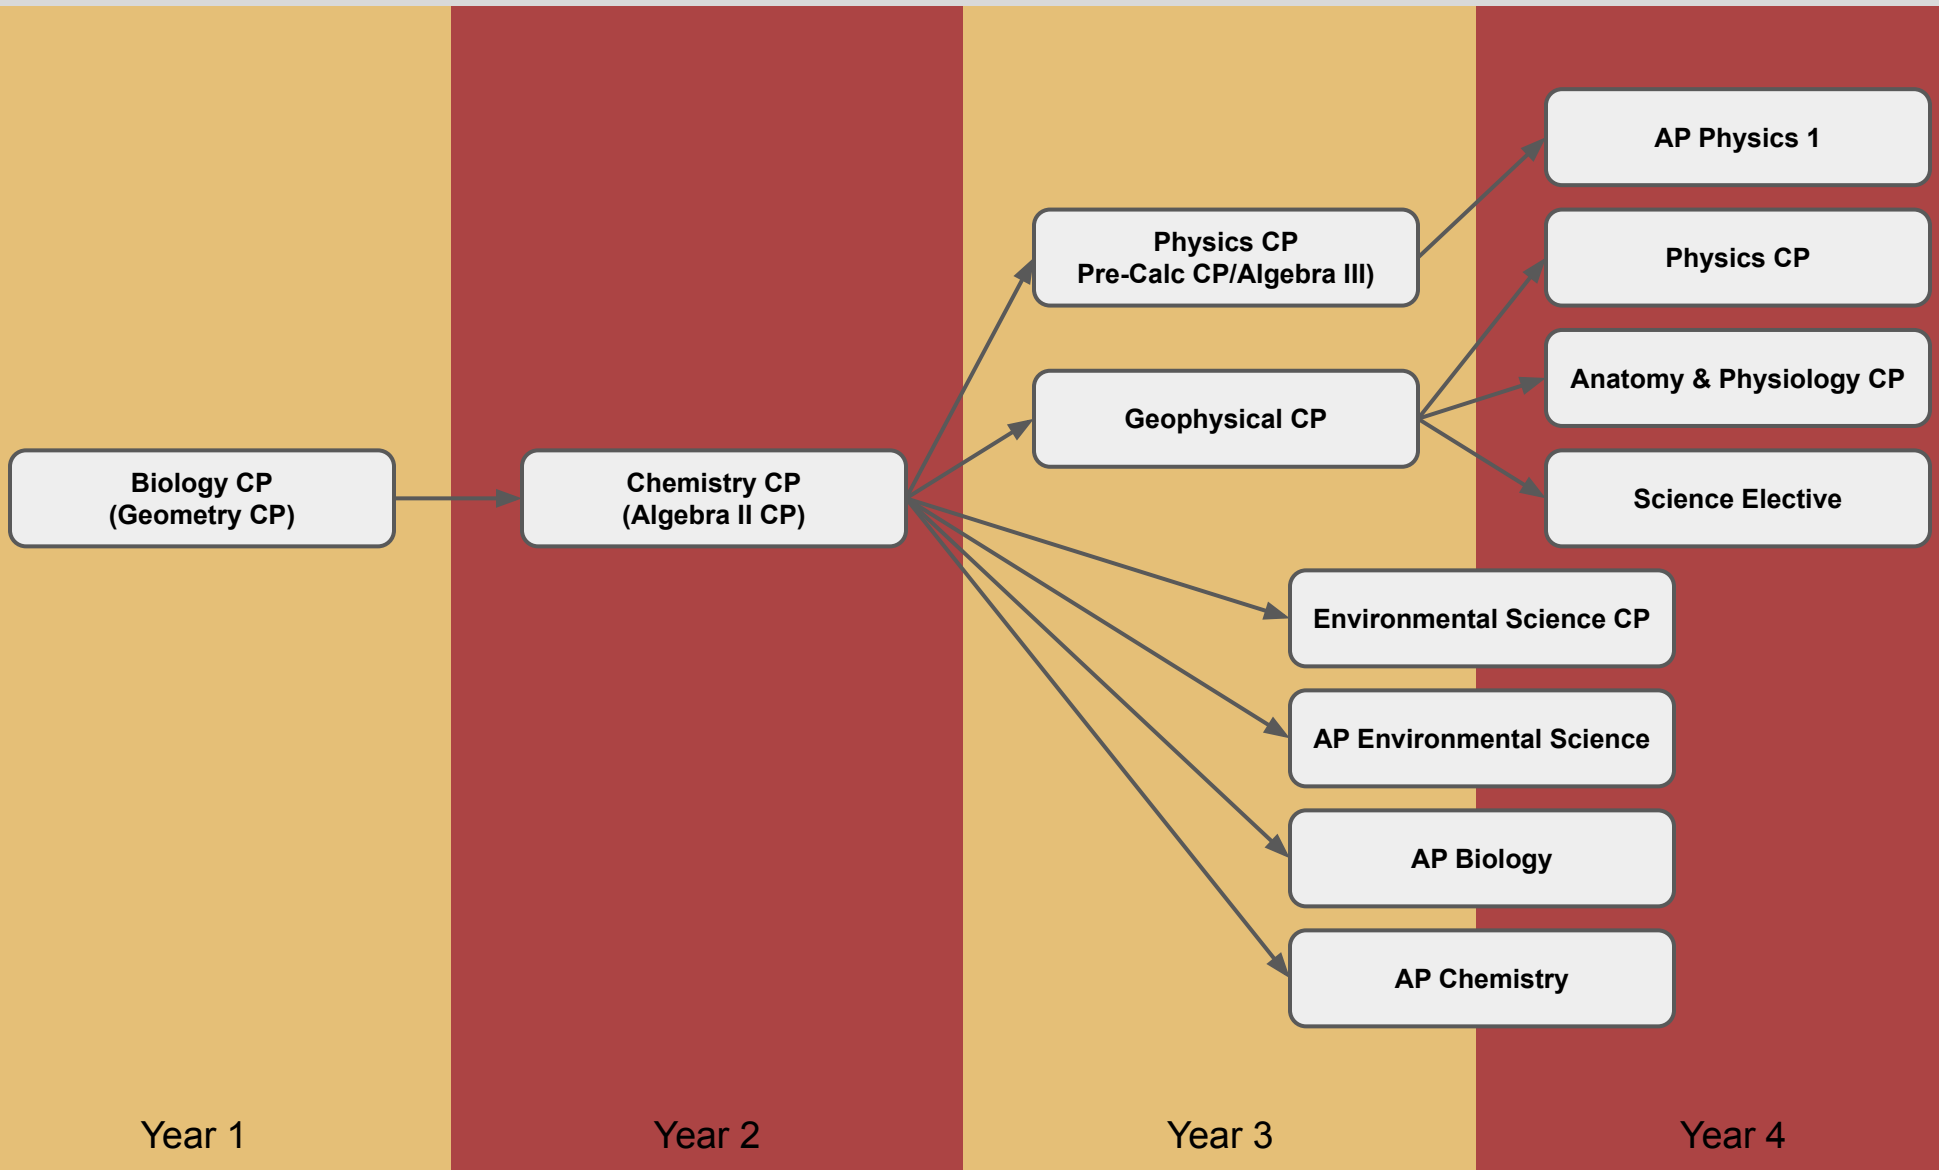 AP Physics 1
Physics CP
Pre-Calc CP/Algebra III)
Physics CP
Anatomy & Physiology CP
Geophysical CP
Biology CP
(Geometry CP)
Chemistry CP
(Algebra II CP)
Science Elective
Environmental Science CP
AP Environmental Science
AP Biology
AP Chemistry
Year 1
Year 2
Year 3
Year 4